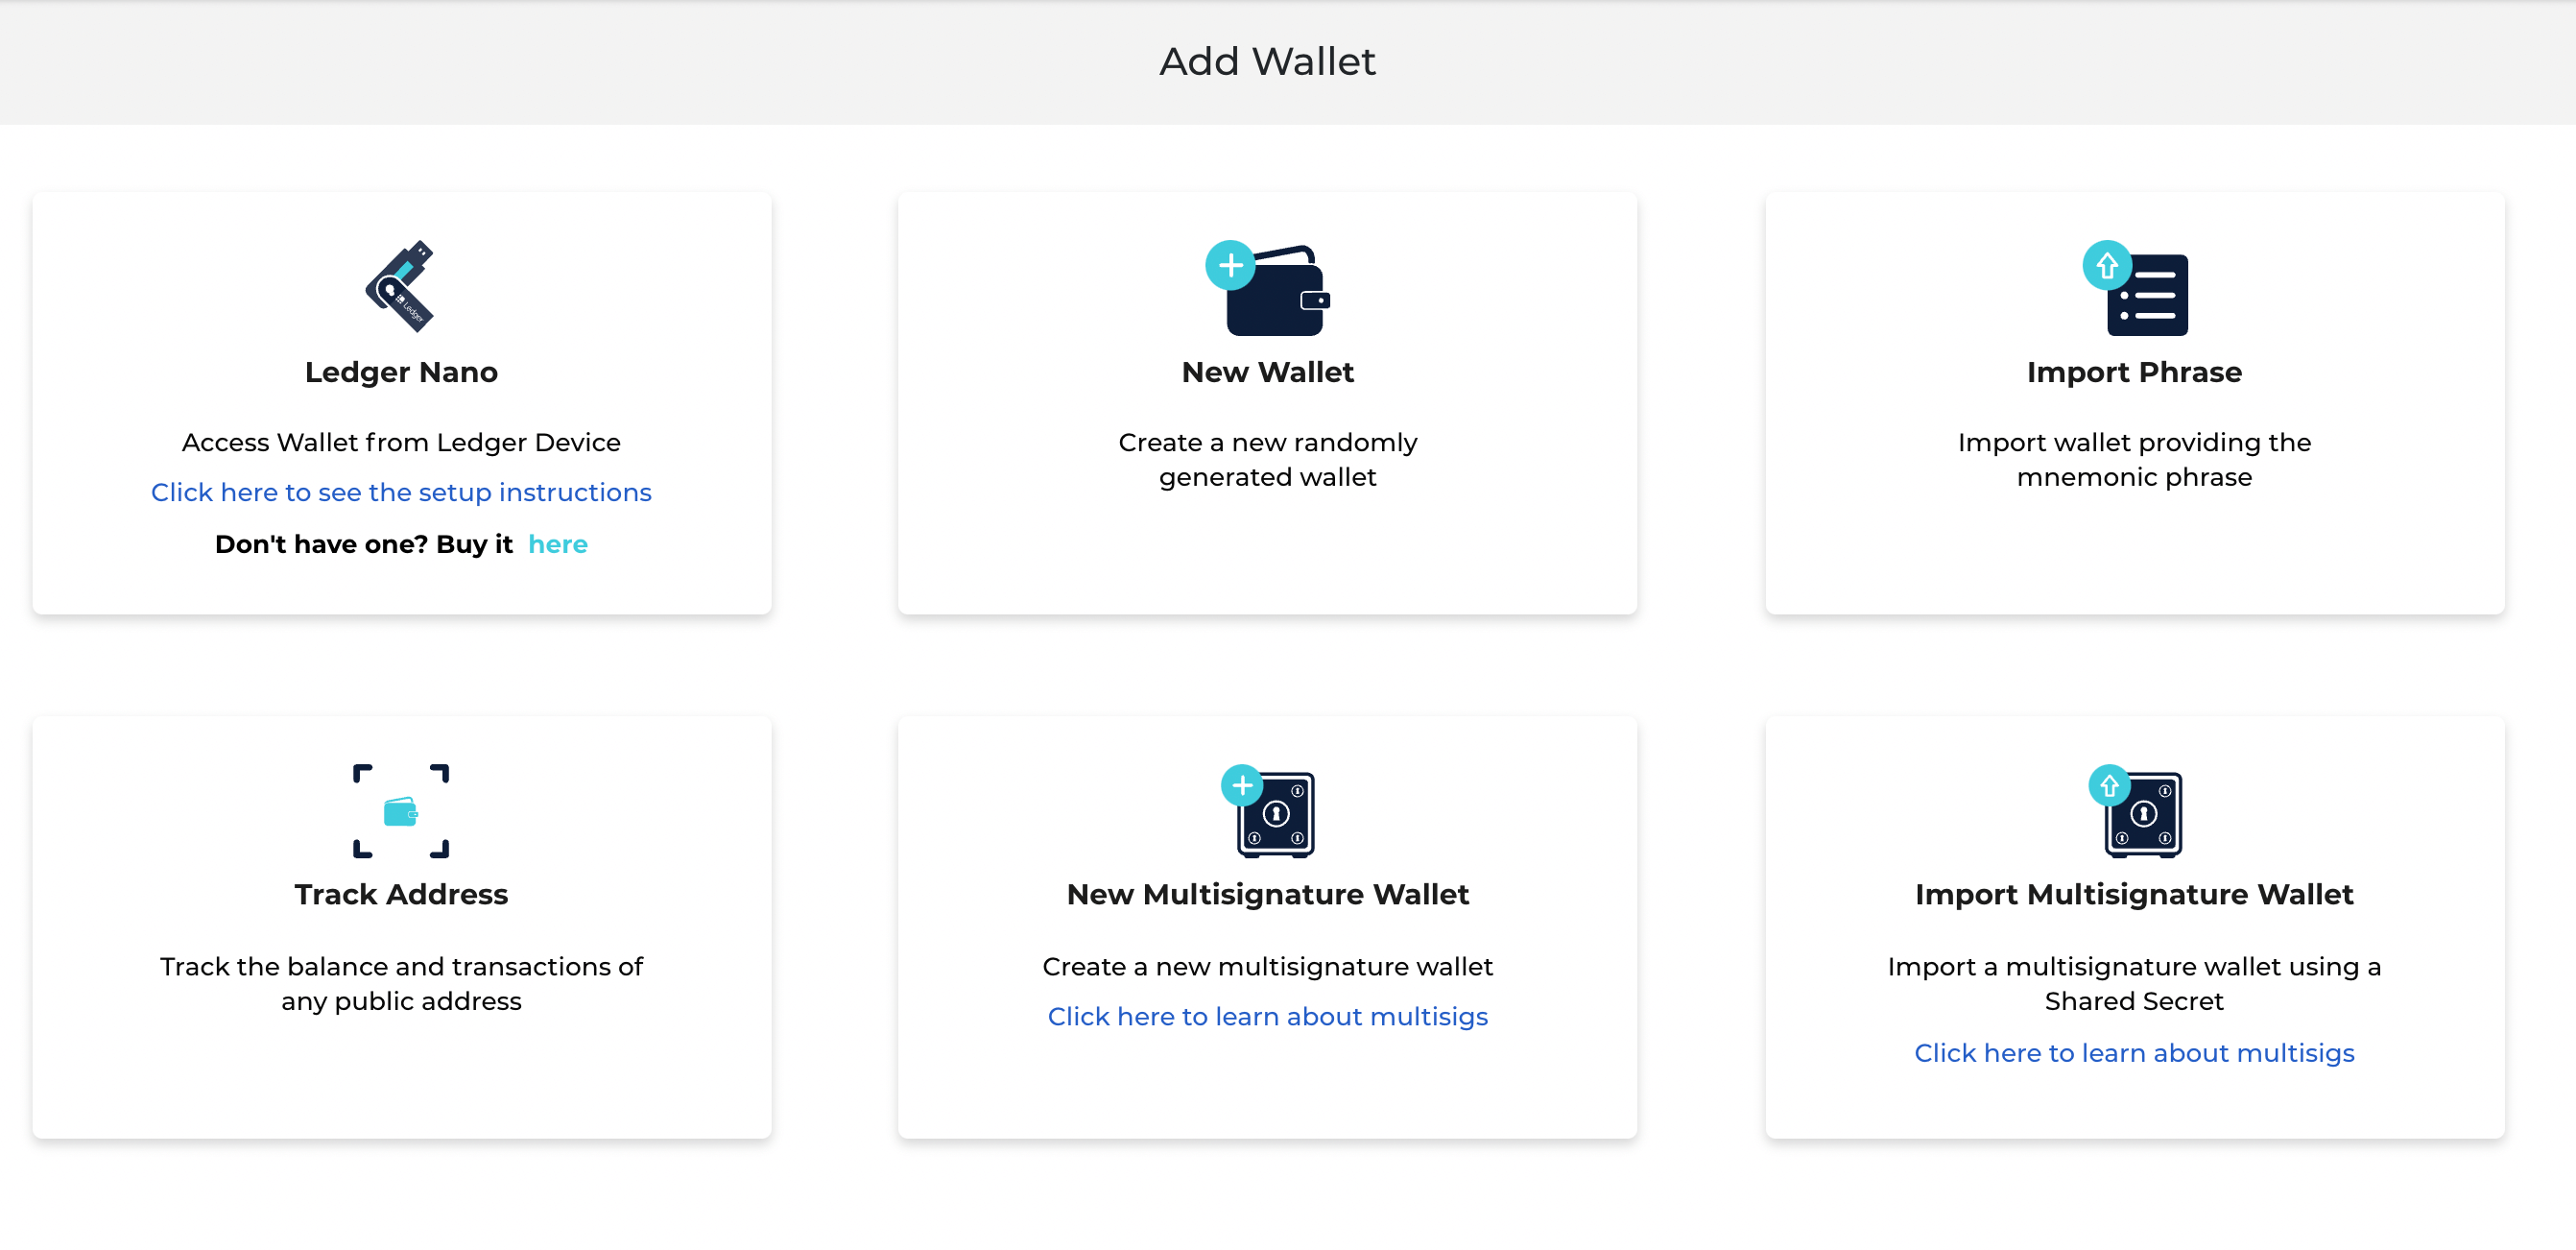 Add Wallet
Ledger
Ledger Nano
Access Wallet from Ledger Device
Click here to see the setup instructions
Don't have one? Buy it here
New Wallet
Create a new randomly
generated wallet
Import Phrase
Import wallet providing the
mnemonic phrase
Track Address
Track the balance and transactions of
any public address
New Multisignature Wallet
Create a new multisignature wallet
Click here to learn about multisigs
Import Multisignature Wallet
Import a multisignature wallet using a
Shared Secret
Click here to learn about multisigs